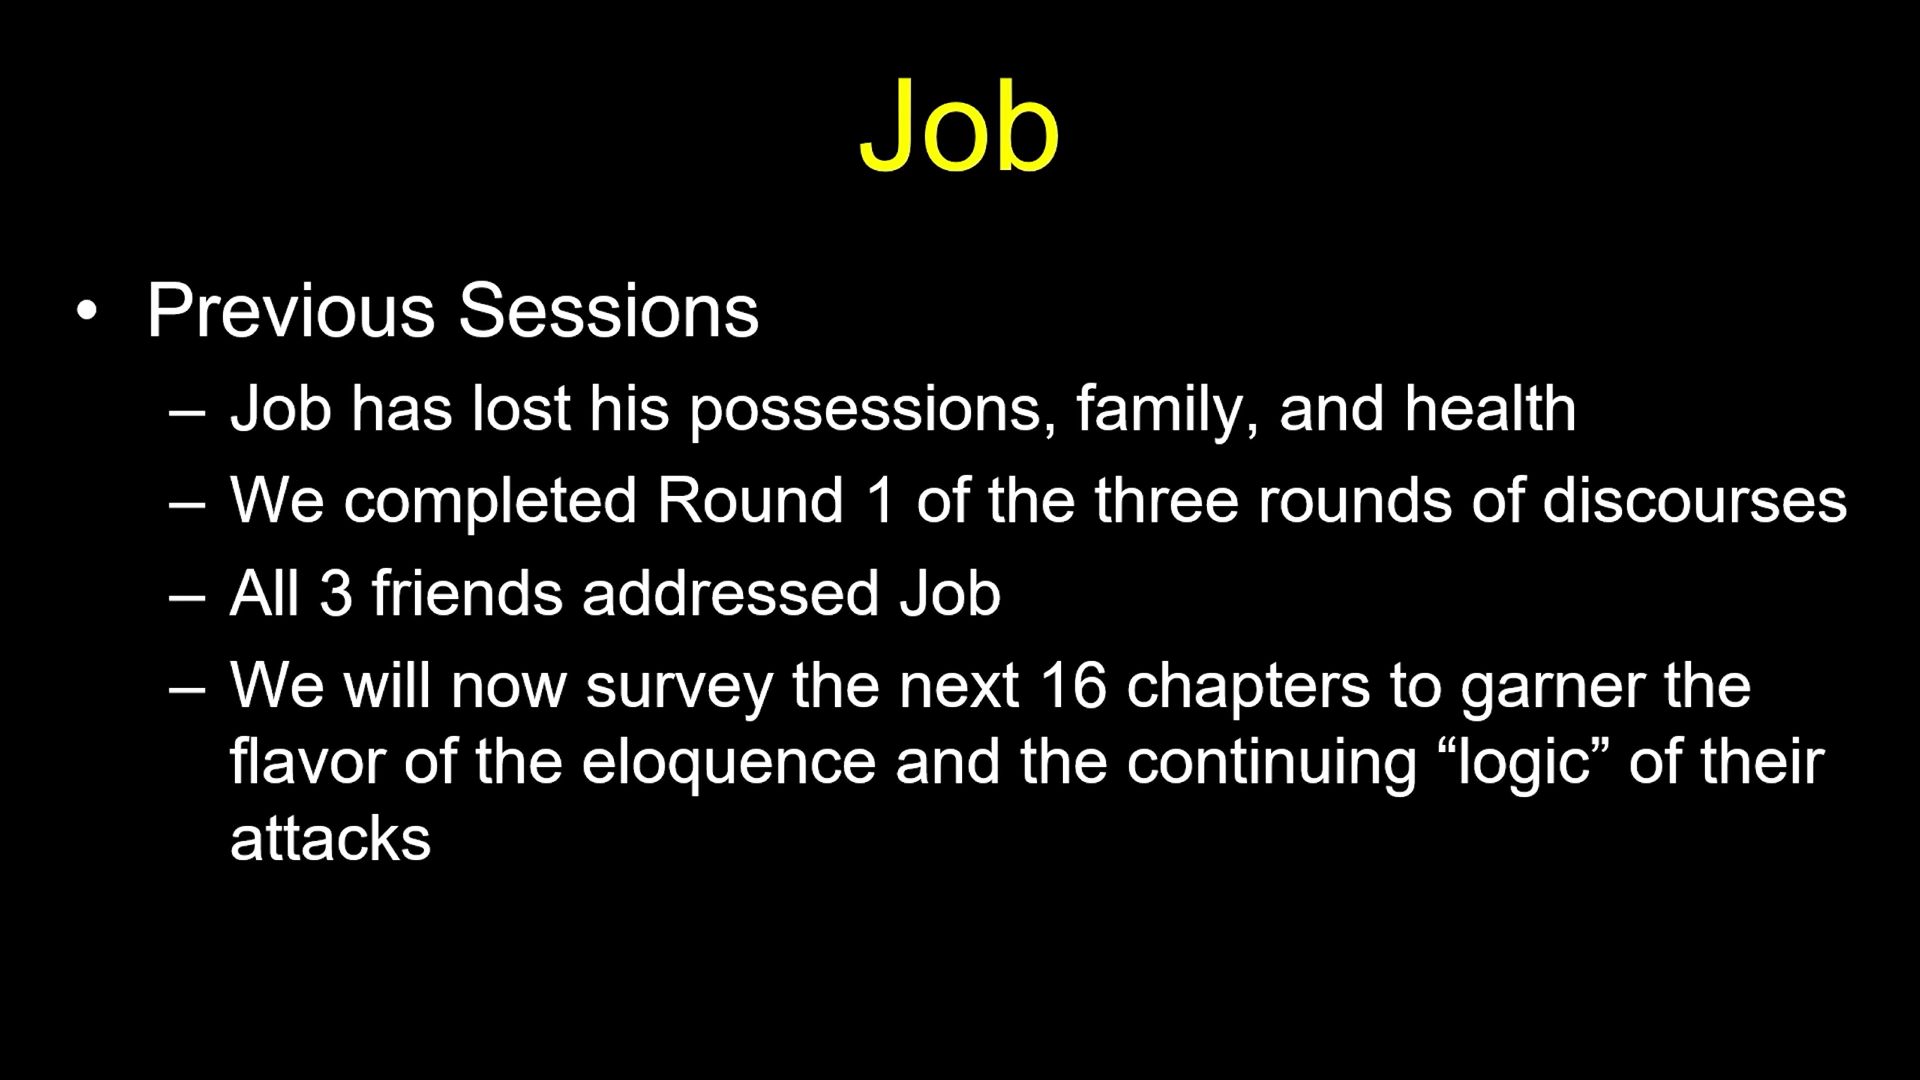 Job
• Previous Sessions
– Job has lost his possessions, family, and health
– We completed Round 1 of the three rounds of discourses
– All 3 friends addressed Job
– We will now survey the next 16 chapters to garner the
flavor of the eloquence and the continuing “logic” of their
attacks